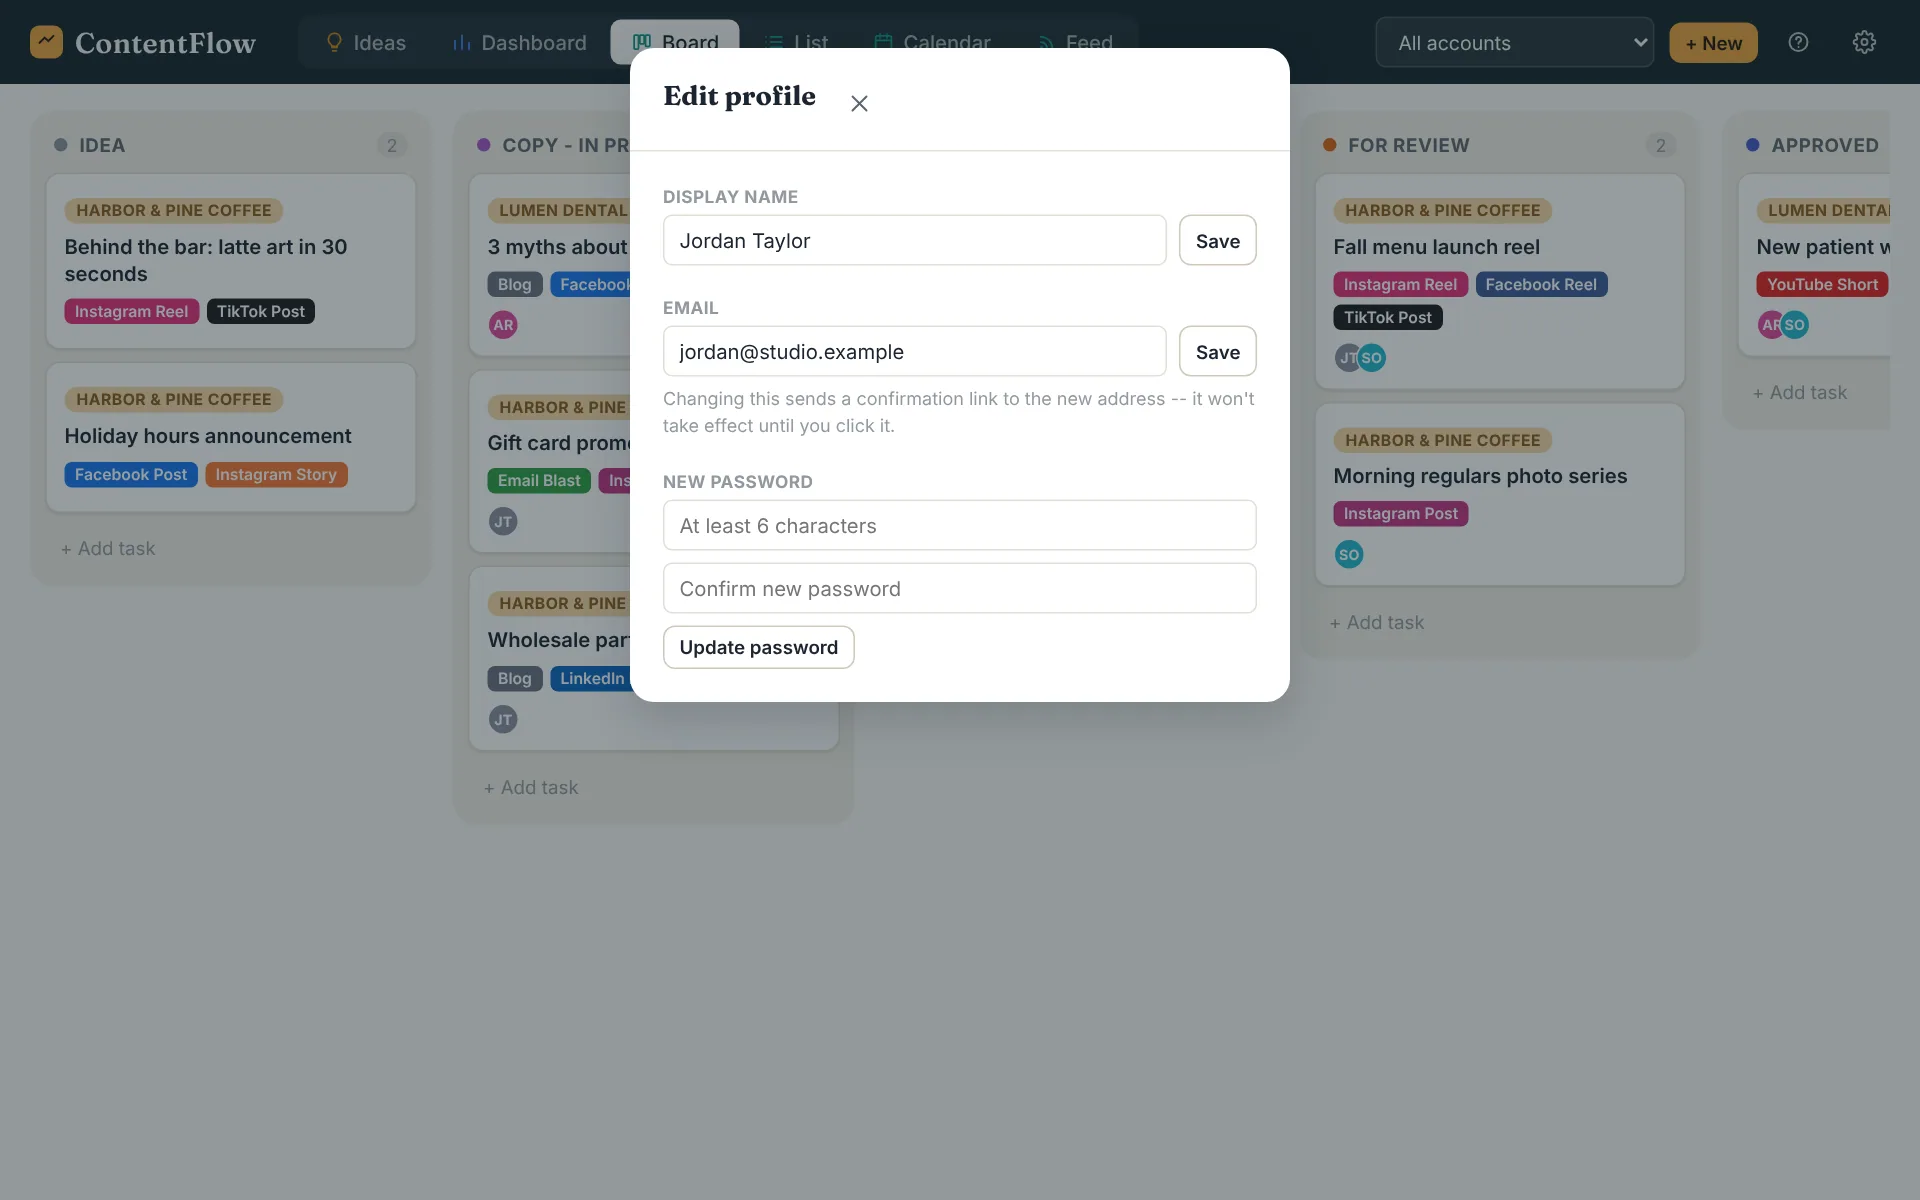 ContentFlow
Ideas
Dashboard
Board
List
Calendar
Feed
All accounts
+ New
IDEA
2
HARBOR & PINE COFFEE
Behind the bar: latte art in 30
seconds
Instagram Reel
TikTok Post
HARBOR & PINE COFFEE
Holiday hours announcement
Facebook Post
Instagram Story
+ Add task
COPY - IN PR
LUMEN DENTAL
3 myths about
Blog
Facebook
AR
HARBOR & PINE
Gift card promo
Email Blast
Ins
JT
HARBOR & PINE
Wholesale part
Blog
LinkedIn
JT
+ Add task
Edit profile
DISPLAY NAME
Jordan Taylor
Save
EMAIL
jordan@studio.example
Save
Changing this sends a confirmation link to the new address -- it won't
take effect until you click it.
NEW PASSWORD
At least 6 characters
Confirm new password
Update password
FOR REVIEW
2
HARBOR & PINE COFFEE
Fall menu launch reel
Instagram Reel
Facebook Reel
TikTok Post
JT
SO
HARBOR & PINE COFFEE
Morning regulars photo series
Instagram Post
SO
+ Add task
APPROVED
LUMEN DENTAL
New patient w
YouTube Short
AR
SO
+ Add task